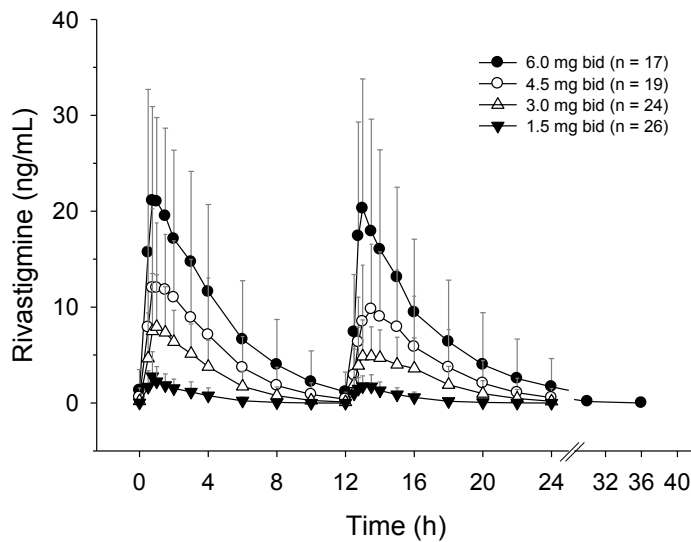 40
30
20
10
0
Rivastigmine (ng/mL)
6.0 mg bid (n = 17)
4.5 mg bid (n = 19)
3.0 mg bid (n = 24)
1.5 mg bid (n = 26)
0 4 8 12 16 20 24 32 36 40
Time (h)